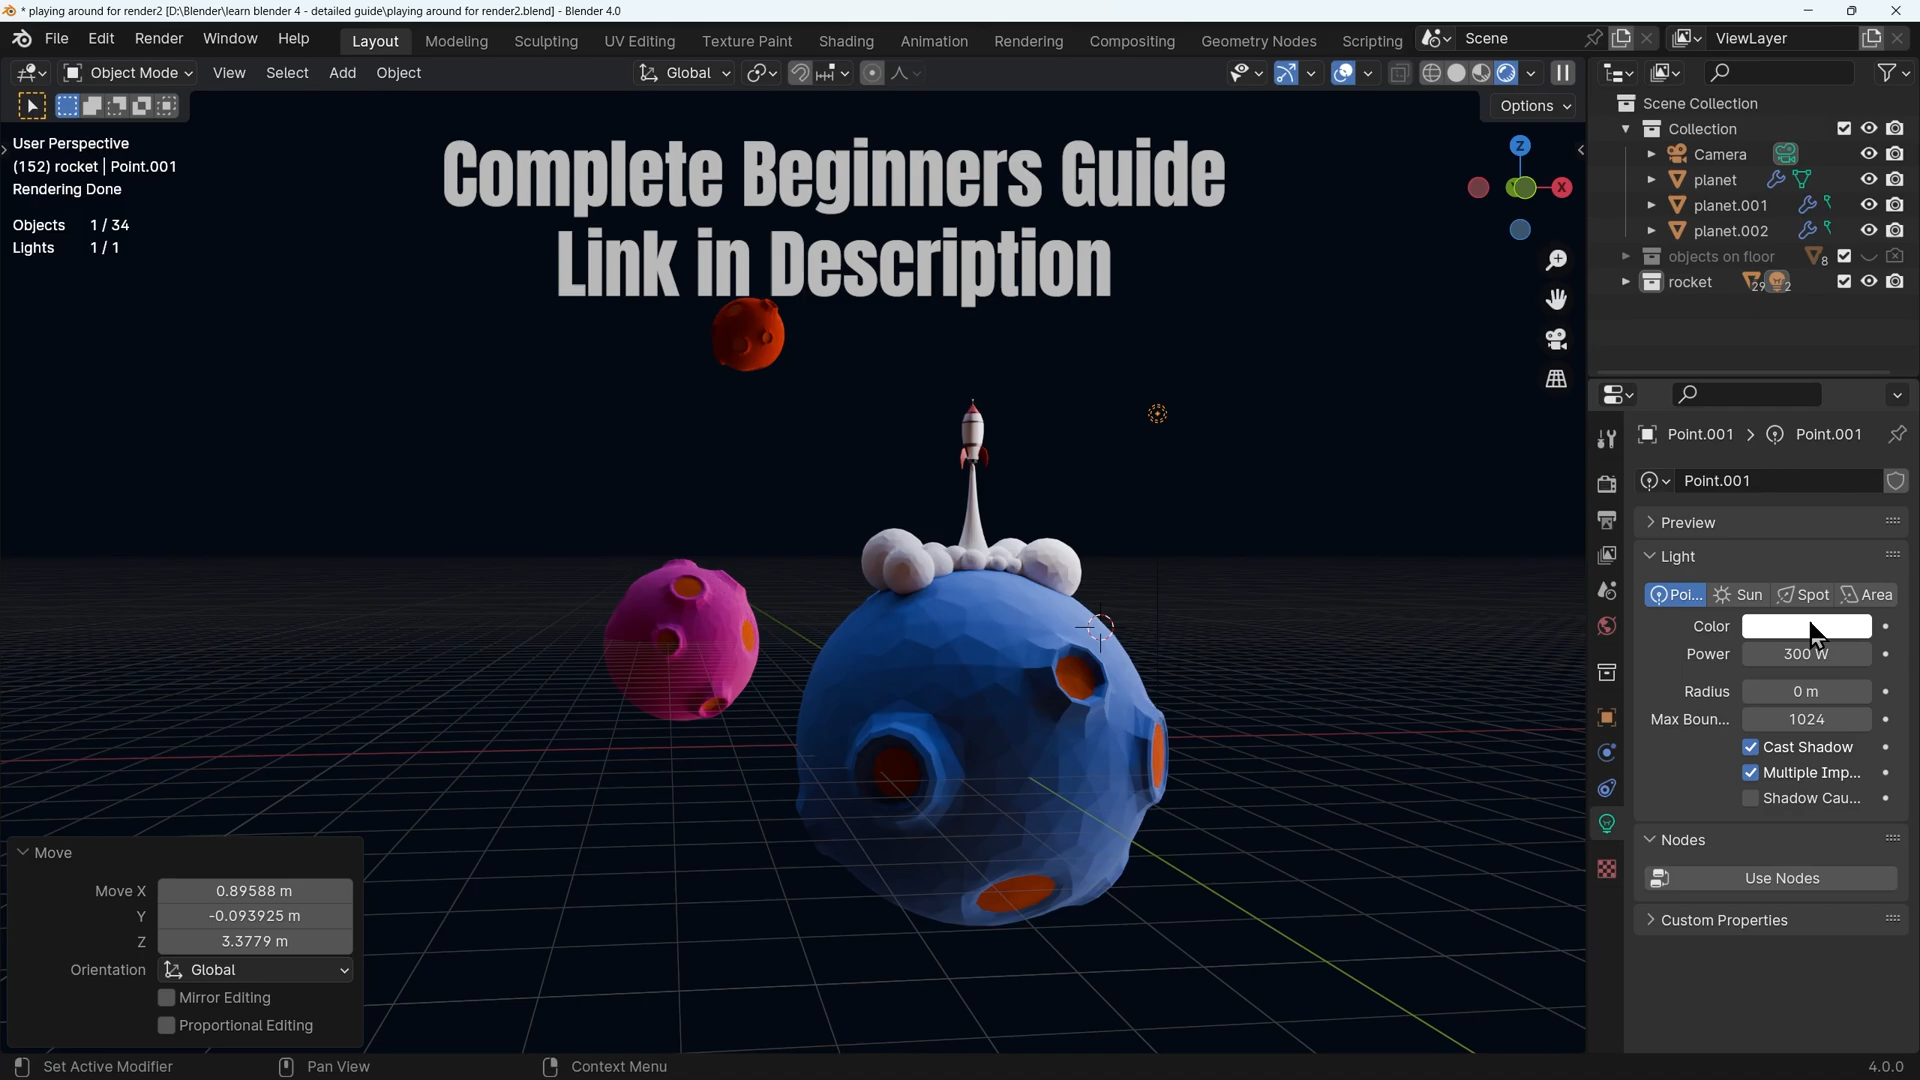 * playing around for render2 [D:\Blender\learn blender 4 - detailed guide\playing around for render2.blend] - Blender 4.0
File Edit Render Window Help Layout Modeling Sculpting UV Editing Texture Paint Shading Animation Rendering Compositing Geometry Nodes Scripting Scene ViewLayer
Object Mode View Select Add Object Global
Options
User Perspective
(152) rocket | Point.001
Rendering Done
Objects 1 / 34
Lights 1 / 1
Complete Beginners Guide
Link in Description
Z
X
Scene Collection
Collection
Camera
planet
planet.001
planet.002
objects on floor 8
rocket 29 2
Point.001 > Point.001
Point.001
Preview
Light
Poi... Sun Spot Area
Color
Power 300 W
Radius 0 m
Max Boun... 1024
Cast Shadow
Multiple Imp...
Shadow Cau...
Nodes
Use Nodes
Custom Properties
Move
Move X 0.89588 m
Y -0.093925 m
Z 3.3779 m
Orientation Global
Mirror Editing
Proportional Editing
Set Active Modifier Pan View Context Menu 4.0.0